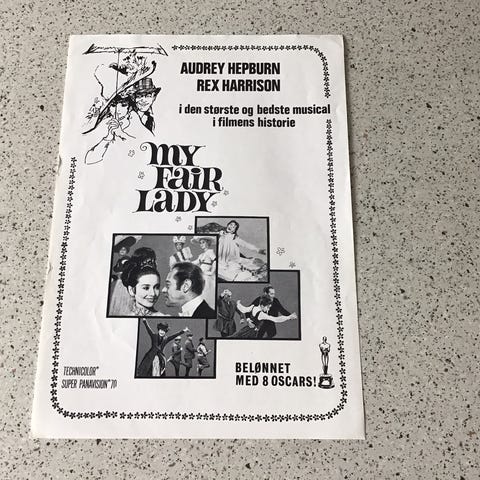 AUDREY HEPBURN
REX HARRISON
i den største og bedste musical
i filmens historie
MY
FAIR
LADY
TECHNICOLOR®
SUPER PANAVISION® 70
BELØNNET
MED 8 OSCARS!